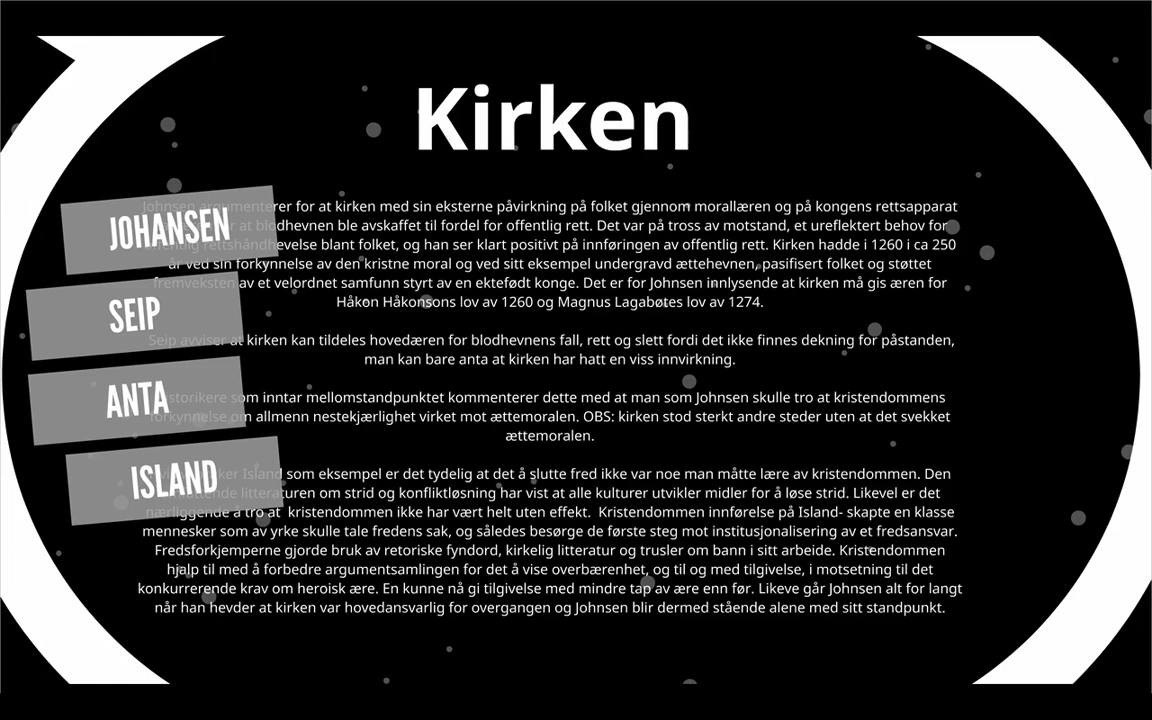 Kirken
JOHANSEN
SEIP
ANTA
ISLAND
Johnsen argumenterer for at kirken med sin eksterne påvirkning på folket gjennom morallæren og på kongens rettsapparat
at blodhevnen ble avskaffet til fordel for offentlig rett. Det var på tross av motstand, et ureflektert behov for
offentlig rettshåndhevelse blant folket, og han ser klart positivt på innføringen av offentlig rett. Kirken hadde i 1260 i ca 250
år ved sin forkynnelse av den kristne moral og ved sitt eksempel undergravd ættehevnen, pasifisert folket og støttet
fremveksten av et velordnet samfunn styrt av en ektefødt konge. Det er for Johnsen innlysende at kirken må gis æren for
Håkon Håkonsons lov av 1260 og Magnus Lagabøtes lov av 1274.
Seip avviser at kirken kan tildeles hovedæren for blodhevnens fall, rett og slett fordi det ikke finnes dekning for påstanden,
man kan bare anta at kirken har hatt en viss innvirkning.
Historikere som inntar mellomstandpunktet kommenterer dette med at man som Johnsen skulle tro at kristendommens
forkynnelse om allmenn nestekjærlighet virket mot ættemoralen. OBS: kirken stod sterkt andre steder uten at det svekket
ættemoralen.
Island som eksempel er det tydelig at det å slutte fred ikke var noe man måtte lære av kristendommen. Den
litteraturen om strid og konfliktløsning har vist at alle kulturer utvikler midler for å løse strid. Likevel er det
nærliggende å tro at kristendommen ikke har vært helt uten effekt. Kristendommen innførelse på Island- skapte en klasse
mennesker som av yrke skulle tale fredens sak, og således besørge de første steg mot institusjonalisering av et fredsansvar.
Fredsforkjemperne gjorde bruk av retoriske fyndord, kirkelig litteratur og trusler om bann i sitt arbeide. Kristendommen
hjalp til med å forbedre argumentsamlingen for det å vise overbærenhet, og til og med tilgivelse, i motsetning til det
konkurrerende krav om heroisk ære. En kunne nå gi tilgivelse med mindre tap av ære enn før. Likeve går Johnsen alt for langt
når han hevder at kirken var hovedansvarlig for overgangen og Johnsen blir dermed stående alene med sitt standpunkt.